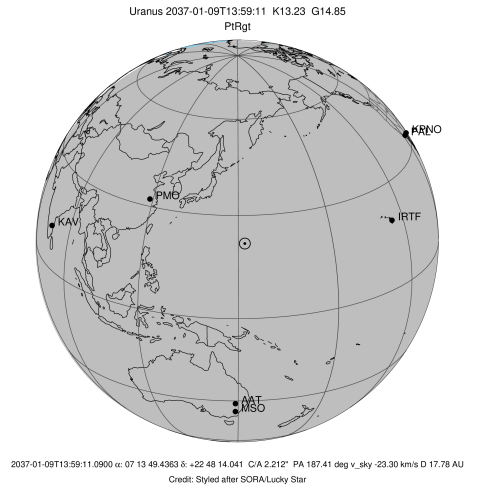 Uranus 2037-01-09T13:59:11 K13.23 G14.85
PtRgt
KPNO
PAL
PMO
IRTF
KAV
AAT
MSO
2037-01-09T13:59:11.0900 α: 07 13 49.4363 δ: +22 48 14.041 C/A 2.212" PA 187.41 deg v_sky -23.30 km/s D 17.78 AU
Credit: Styled after SORA/Lucky Star